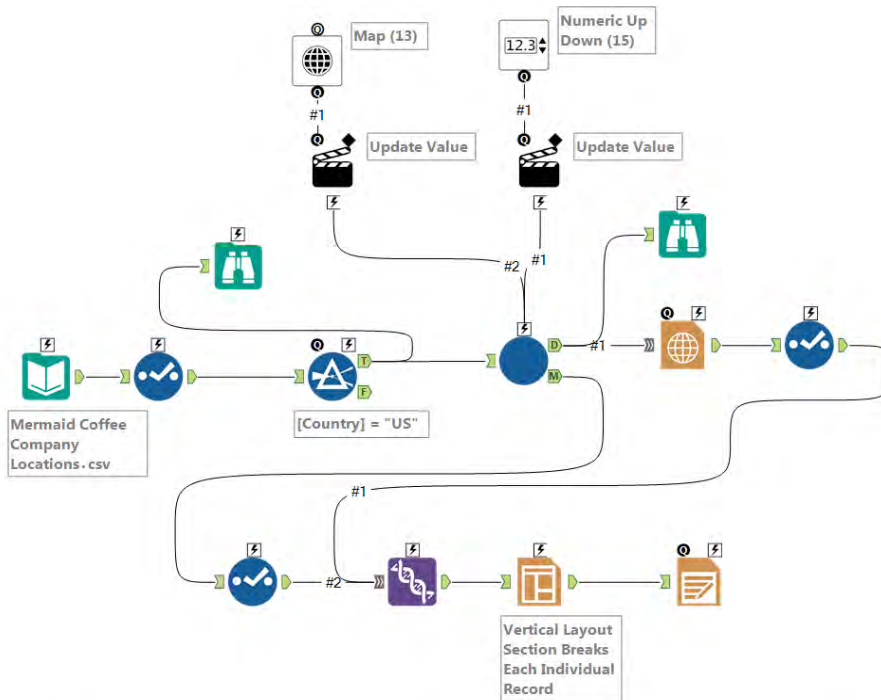 Map (13)
Numeric Up
Down (15)
12.3
Q
Q
Q
#1
#1
Q
Q
Update Value
Update Value
#2
#1
Q
Q
T
F
D
M
#1
Mermaid Coffee
Company
Locations.csv
[Country] = "US"
#1
#2
Q
Vertical Layout
Section Breaks
Each Individual
Record